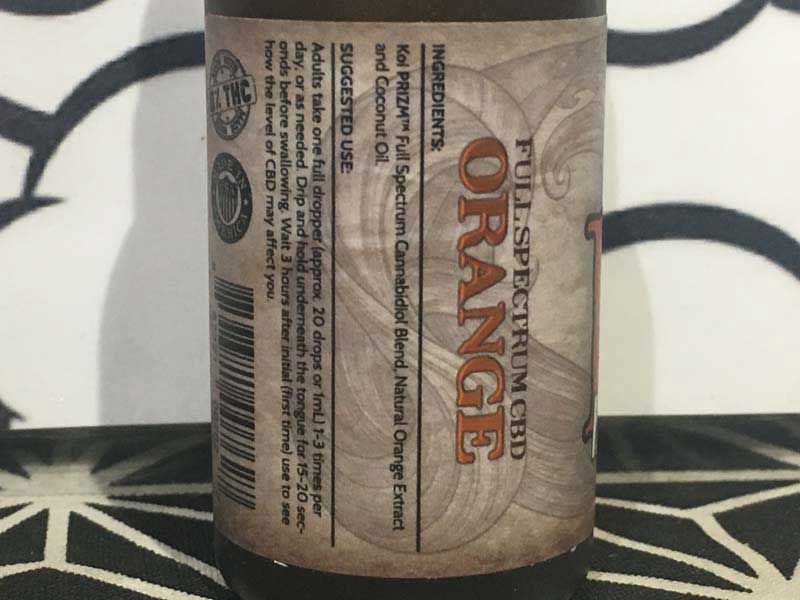 FULL SPECTRUM CBD
ORANGE
INGREDIENTS:
Koi PRIZM™ Full Spectrum Cannabidiol Blend, Natural Orange Extract
and Coconut Oil.
SUGGESTED USE:
Adults take one full dropper (approx. 20 drops or 1mL) 1-3 times per
day, or as needed. Drip and hold underneath the tongue for 15-20 sec-
onds before swallowing. Wait 3 hours after initial (first time) use to see
how the level of CBD may affect you.
THC